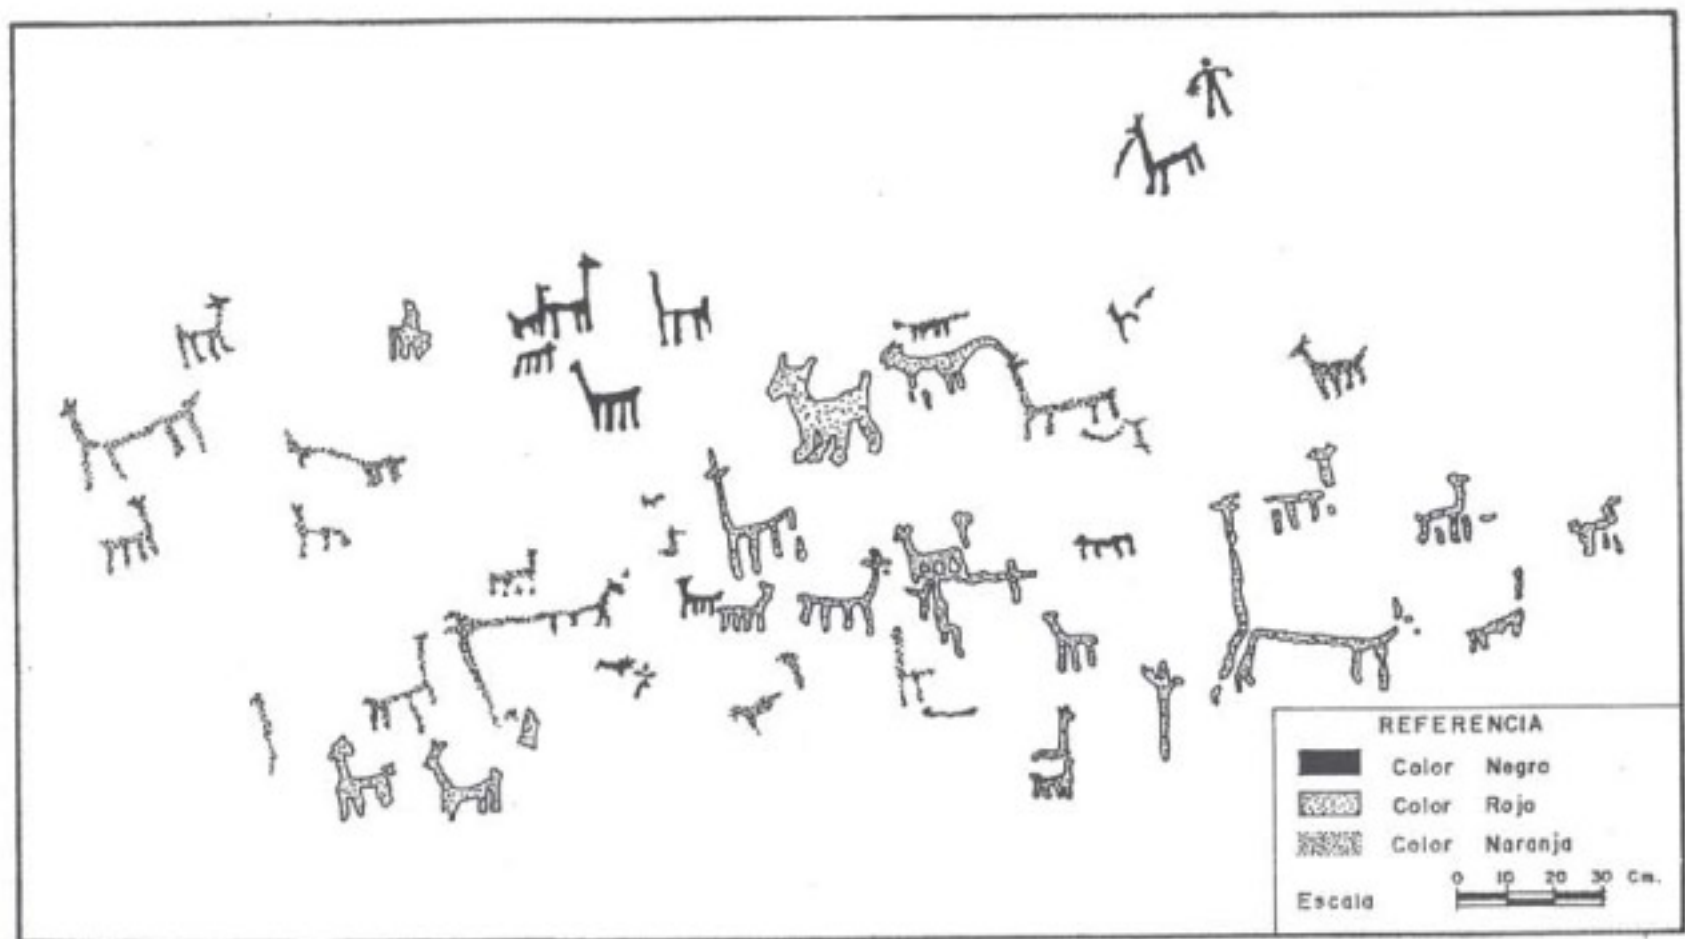 REFERENCIA
Color Negro
Color Rojo
Color Naranja
0 10 20 30 Cm.
Escala